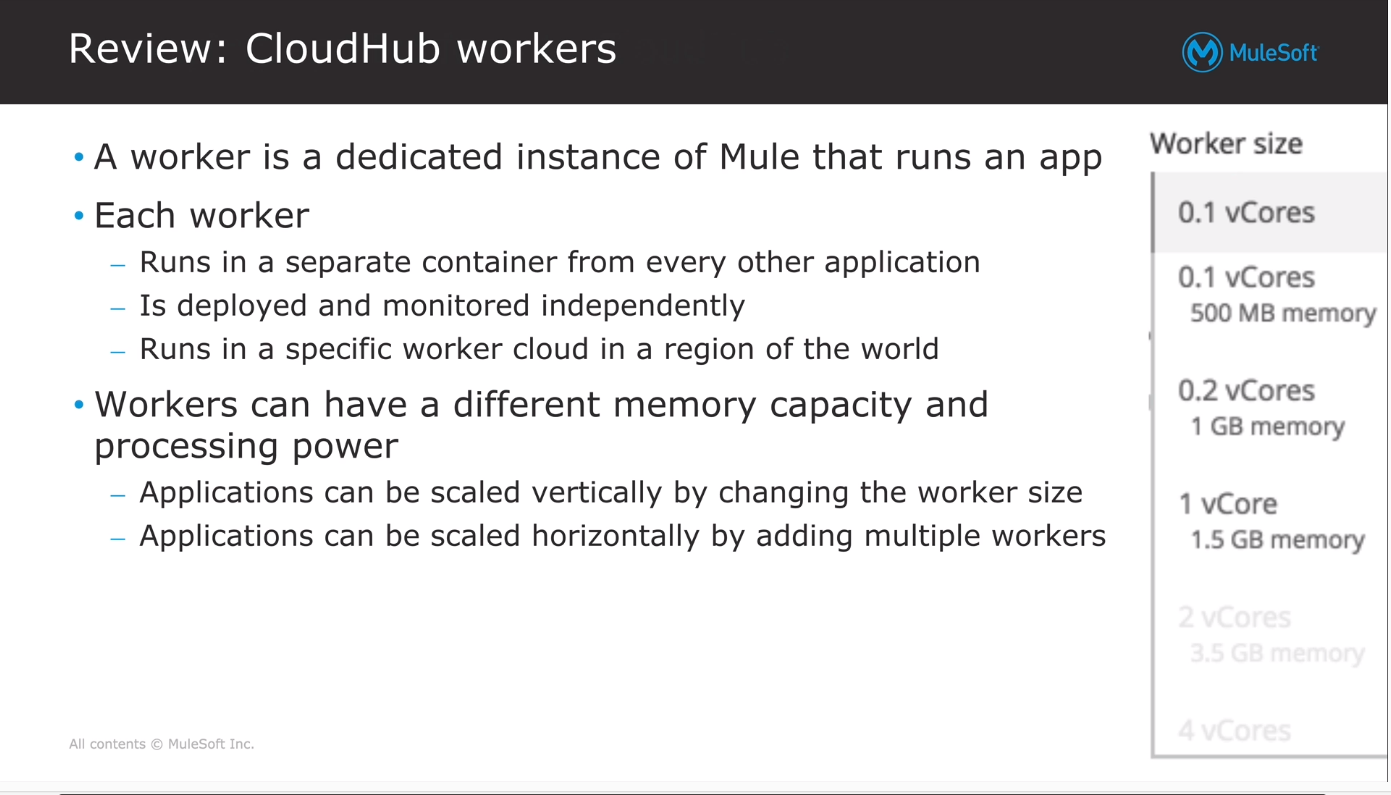 Review: CloudHub workers
MuleSoft
• A worker is a dedicated instance of Mule that runs an app
• Each worker
– Runs in a separate container from every other application
– Is deployed and monitored independently
– Runs in a specific worker cloud in a region of the world
• Workers can have a different memory capacity and
processing power
– Applications can be scaled vertically by changing the worker size
– Applications can be scaled horizontally by adding multiple workers
Worker size
0.1 vCores
0.1 vCores
500 MB memory
0.2 vCores
1 GB memory
1 vCore
1.5 GB memory
2 vCores
3.5 GB memory
4 vCores
All contents © MuleSoft Inc.